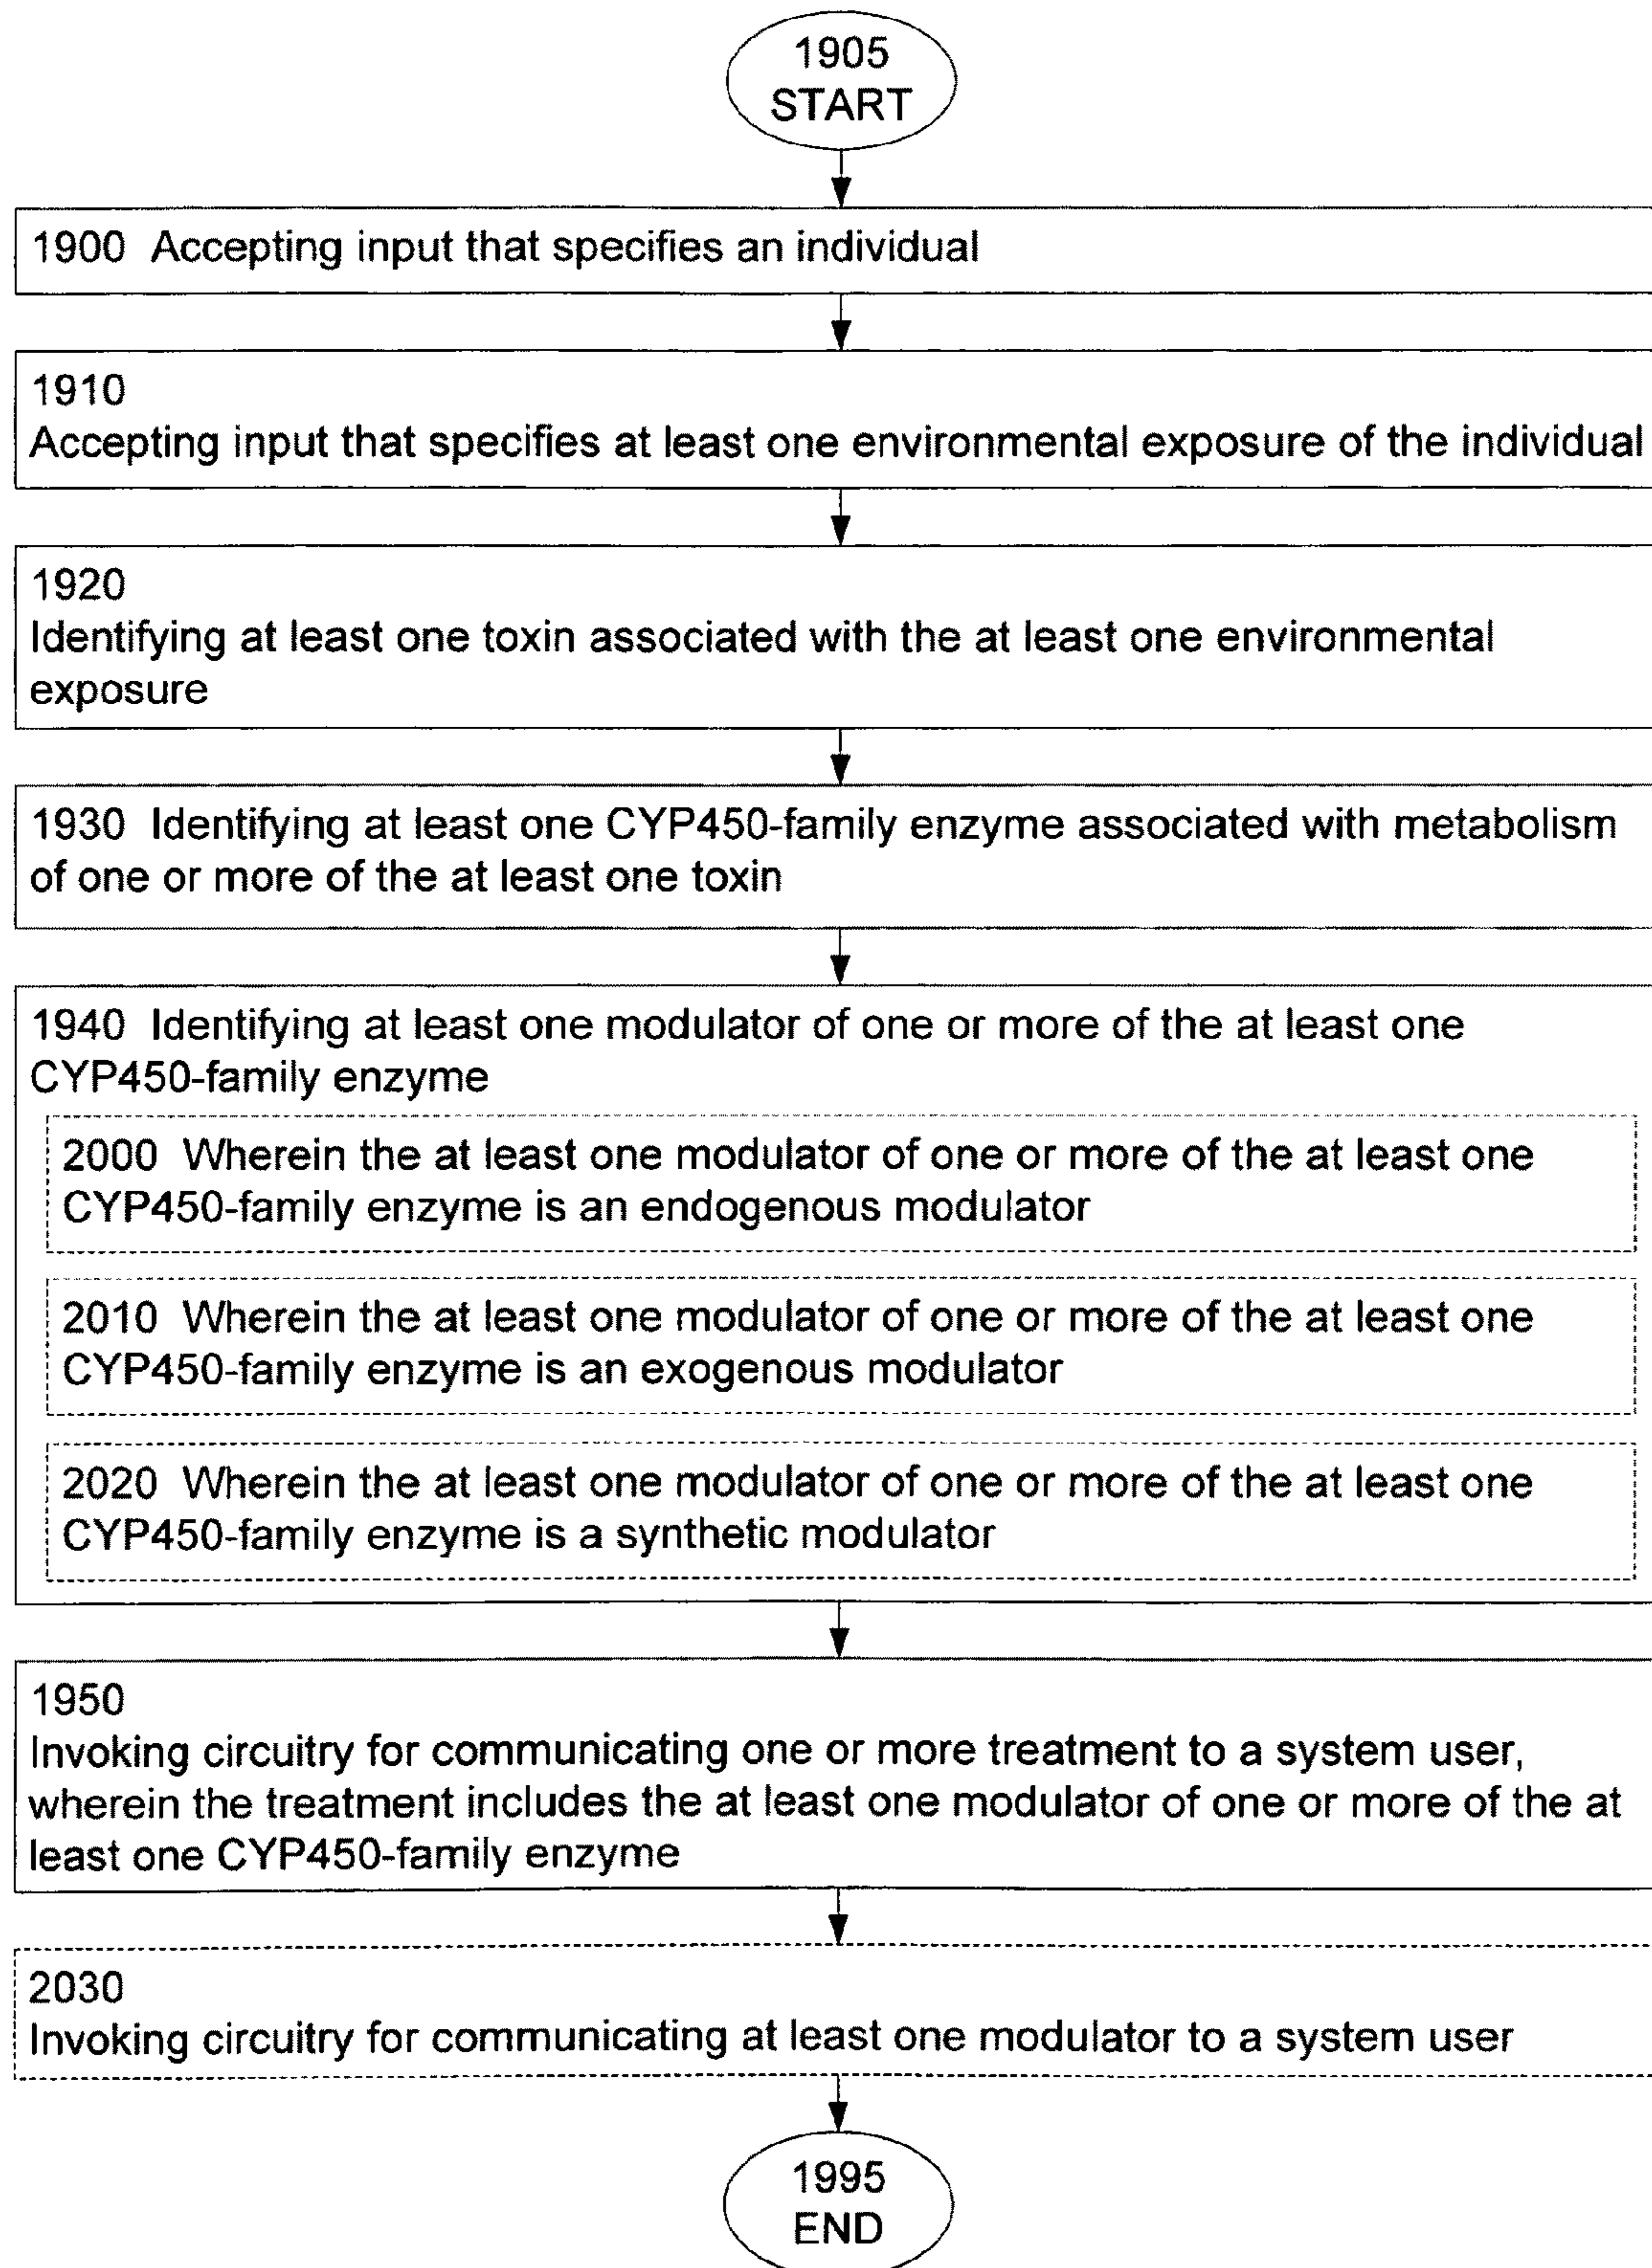 1905
START
1900 Accepting input that specifies an individual
1910
Accepting input that specifies at least one environmental exposure of the individual
1920
Identifying at least one toxin associated with the at least one environmental
exposure
1930 Identifying at least one CYP450-family enzyme associated with metabolism
of one or more of the at least one toxin
1940 Identifying at least one modulator of one or more of the at least one
CYP450-family enzyme
2000 Wherein the at least one modulator of one or more of the at least one
CYP450-family enzyme is an endogenous modulator
2010 Wherein the at least one modulator of one or more of the at least one
CYP450-family enzyme is an exogenous modulator
2020 Wherein the at least one modulator of one or more of the at least one
CYP450-family enzyme is a synthetic modulator
1950
Invoking circuitry for communicating one or more treatment to a system user,
wherein the treatment includes the at least one modulator of one or more of the at
least one CYP450-family enzyme
2030
Invoking circuitry for communicating at least one modulator to a system user
1995
END